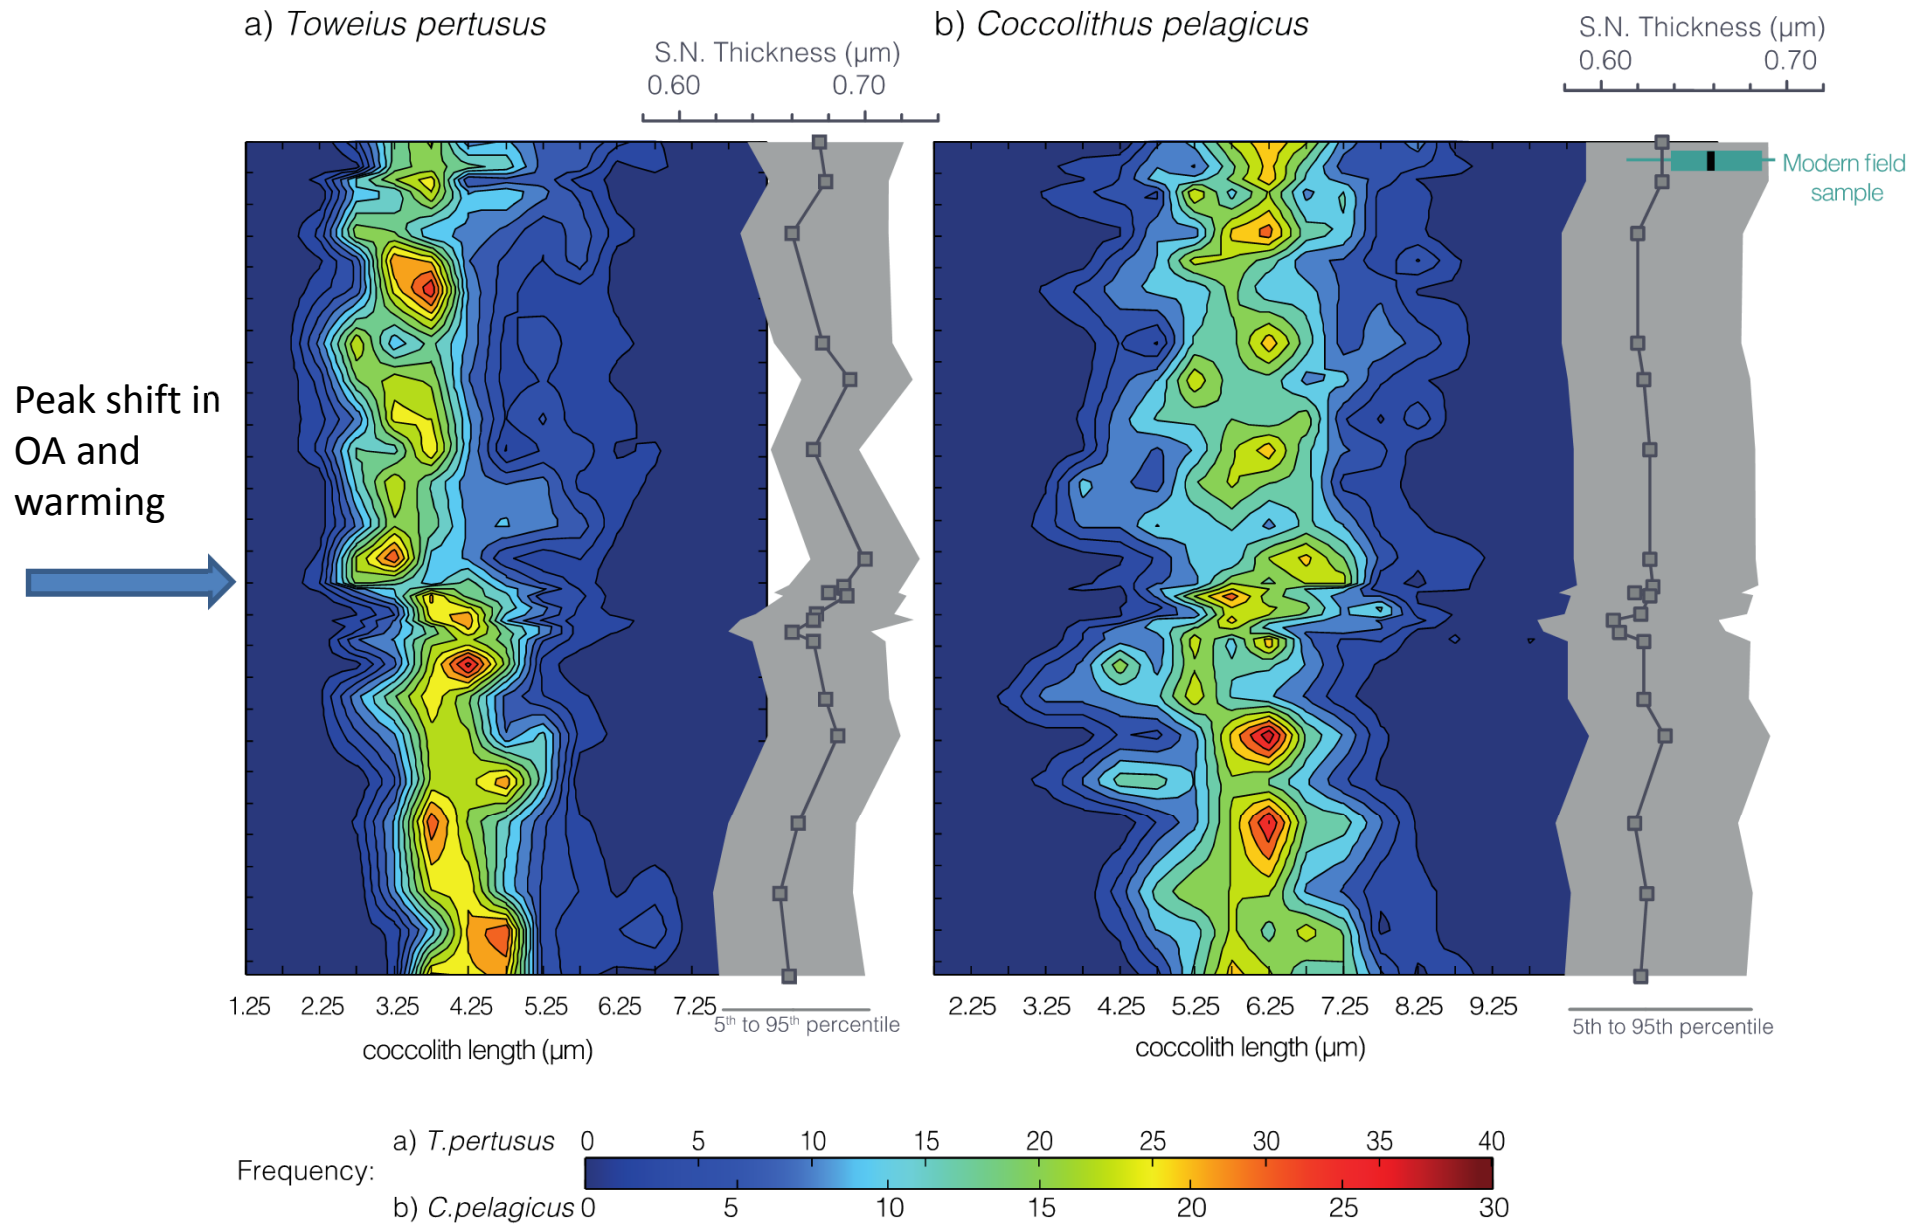 a) Toweius pertusus
S.N. Thickness (µm)
0.60 0.70
b) Coccolithus pelagicus
S.N. Thickness (µm)
0.60 0.70
Modern field
sample
Peak shift in
OA and
warming
1.25 2.25 3.25 4.25 5.25 6.25 7.25
5th to 95th percentile
coccolith length (µm)
2.25 3.25 4.25 5.25 6.25 7.25 8.25 9.25
5th to 95th percentile
coccolith length (µm)
a) T.pertusus 0 5 10 15 20 25 30 35 40
Frequency:
b) C.pelagicus 0 5 10 15 20 25 30